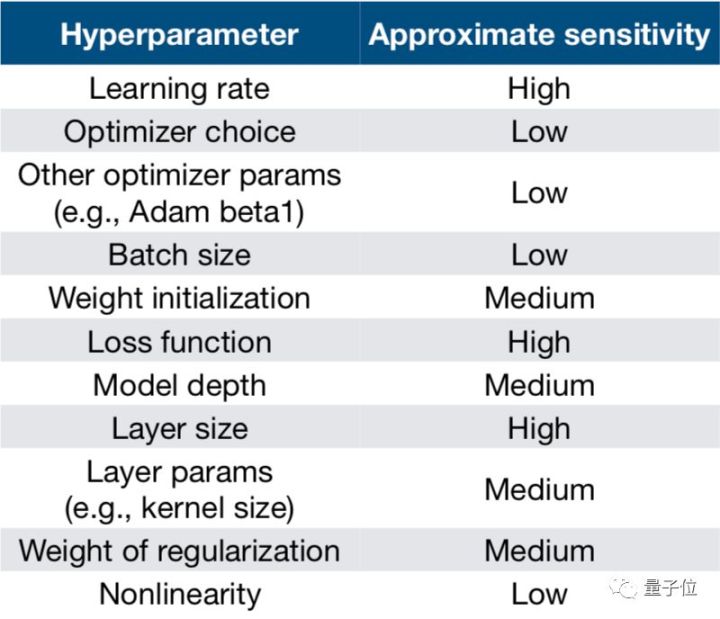 Hyperparameter Approximate sensitivity
Learning rate High
Optimizer choice Low
Other optimizer params
(e.g., Adam beta1) Low
Batch size Low
Weight initialization Medium
Loss function High
Model depth Medium
Layer size High
Layer params
(e.g., kernel size) Medium
Weight of regularization Medium
Nonlinearity Low
量子位